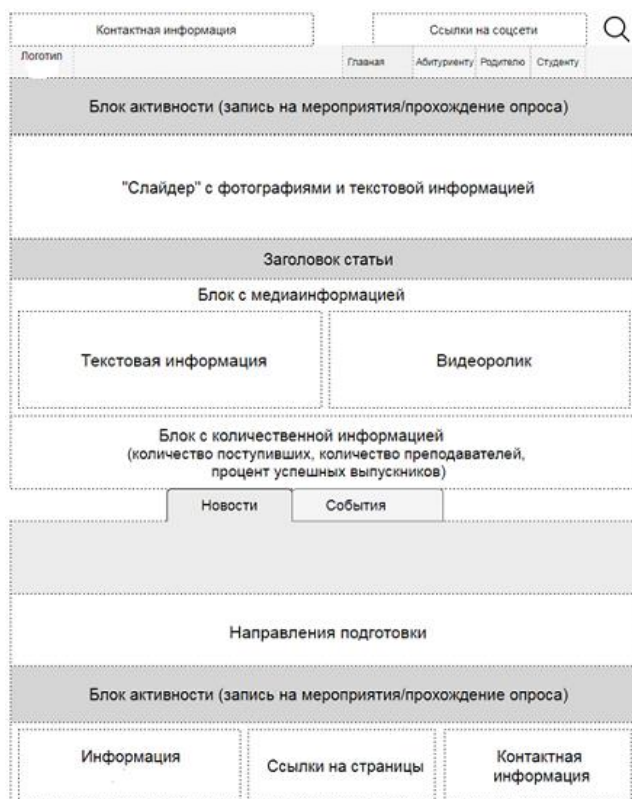 Контактная информация
Ссылки на соцсети
Логотип
Главная
Абитуриенту
Родителю
Студенту
Блок активности (запись на мероприятия/прохождение опроса)
"Слайдер" с фотографиями и текстовой информацией
Заголовок статьи
Блок с медиаинформацией
Текстовая информация
Видеоролик
Блок с количественной информацией
(количество поступивших, количество преподавателей,
процент успешных выпускников)
Новости
События
Направления подготовки
Блок активности (запись на мероприятия/прохождение опроса)
Информация
Ссылки на страницы
Контактная
информация